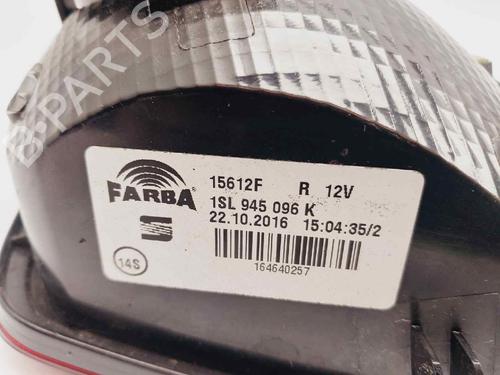 B-Parts
FARBA
15612F R 12V
1SL 945 096 K
22.10.2016 15:04:35/2
14S
164640257